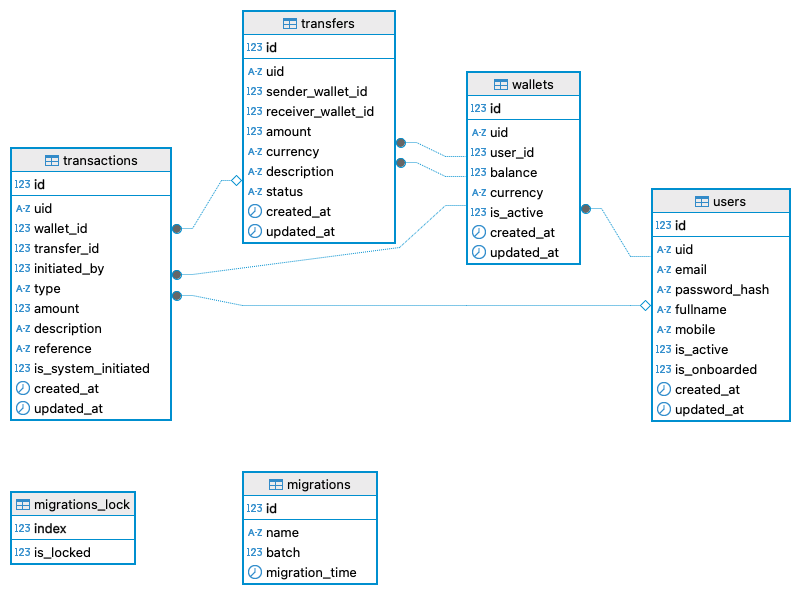 transfers
123 id
A-Z uid
123 sender_wallet_id
123 receiver_wallet_id
123 amount
A-Z currency
A-Z description
A-Z status
created_at
updated_at
wallets
123 id
A-Z uid
123 user_id
123 balance
A-Z currency
123 is_active
created_at
updated_at
transactions
123 id
A-Z uid
123 wallet_id
123 transfer_id
123 initiated_by
A-Z type
123 amount
A-Z description
A-Z reference
123 is_system_initiated
created_at
updated_at
users
123 id
A-Z uid
A-Z email
A-Z password_hash
A-Z fullname
A-Z mobile
123 is_active
123 is_onboarded
created_at
updated_at
migrations_lock
123 index
123 is_locked
migrations
123 id
A-Z name
123 batch
migration_time